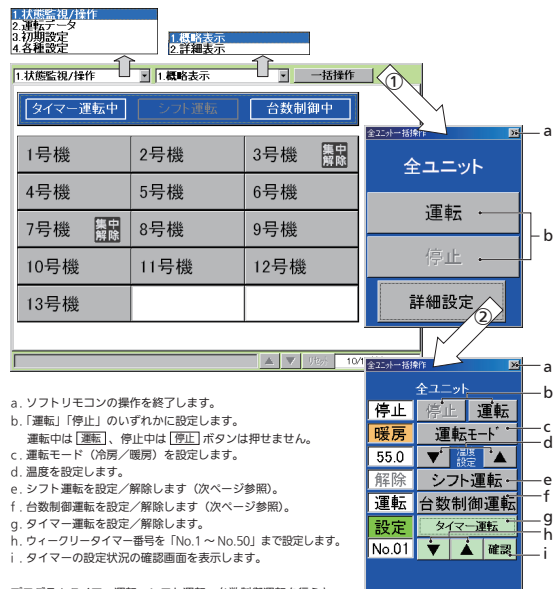 1.状態監視/操作
2.運転データ
3.初期設定
4.各種設定
1.概略表示
2.詳細表示
1.状態監視/操作
1.概略表示
一括操作
①
タイマー運転中
シフト運転
台数制御中
1号機
2号機
3号機
集中解除
4号機
5号機
6号機
7号機
集中解除
8号機
9号機
10号機
11号機
12号機
13号機
▲
▼
リセット
10/1
全ユニット一括操作
a
全ユニット
運転
b
停止
詳細設定
②
全ユニット一括操作
a
全ユニット
b
停止
停止
運転
暖房
運転モード
c
55.0
▼
温度設定
▲
d
解除
シフト運転
e
運転
台数制御運転
f
設定
タイマー運転
g
No.01
▼
▲
確認
h
i
a.ソフトリモコンの操作を終了します。
b.「運転」「停止」のいずれかに設定します。
運転中は 運転 、停止中は 停止 ボタンは押せません。
c.運転モード(冷房/暖房)を設定します。
d.温度を設定します。
e.シフト運転を設定/解除します(次ページ参照)。
f.台数制御運転を設定/解除します(次ページ参照)。
g.タイマー運転を設定/解除します。
h.ウィークリータイマー番号を「No.1~No.50」まで設定します。
i.タイマーの設定状況の確認画面を表示します。